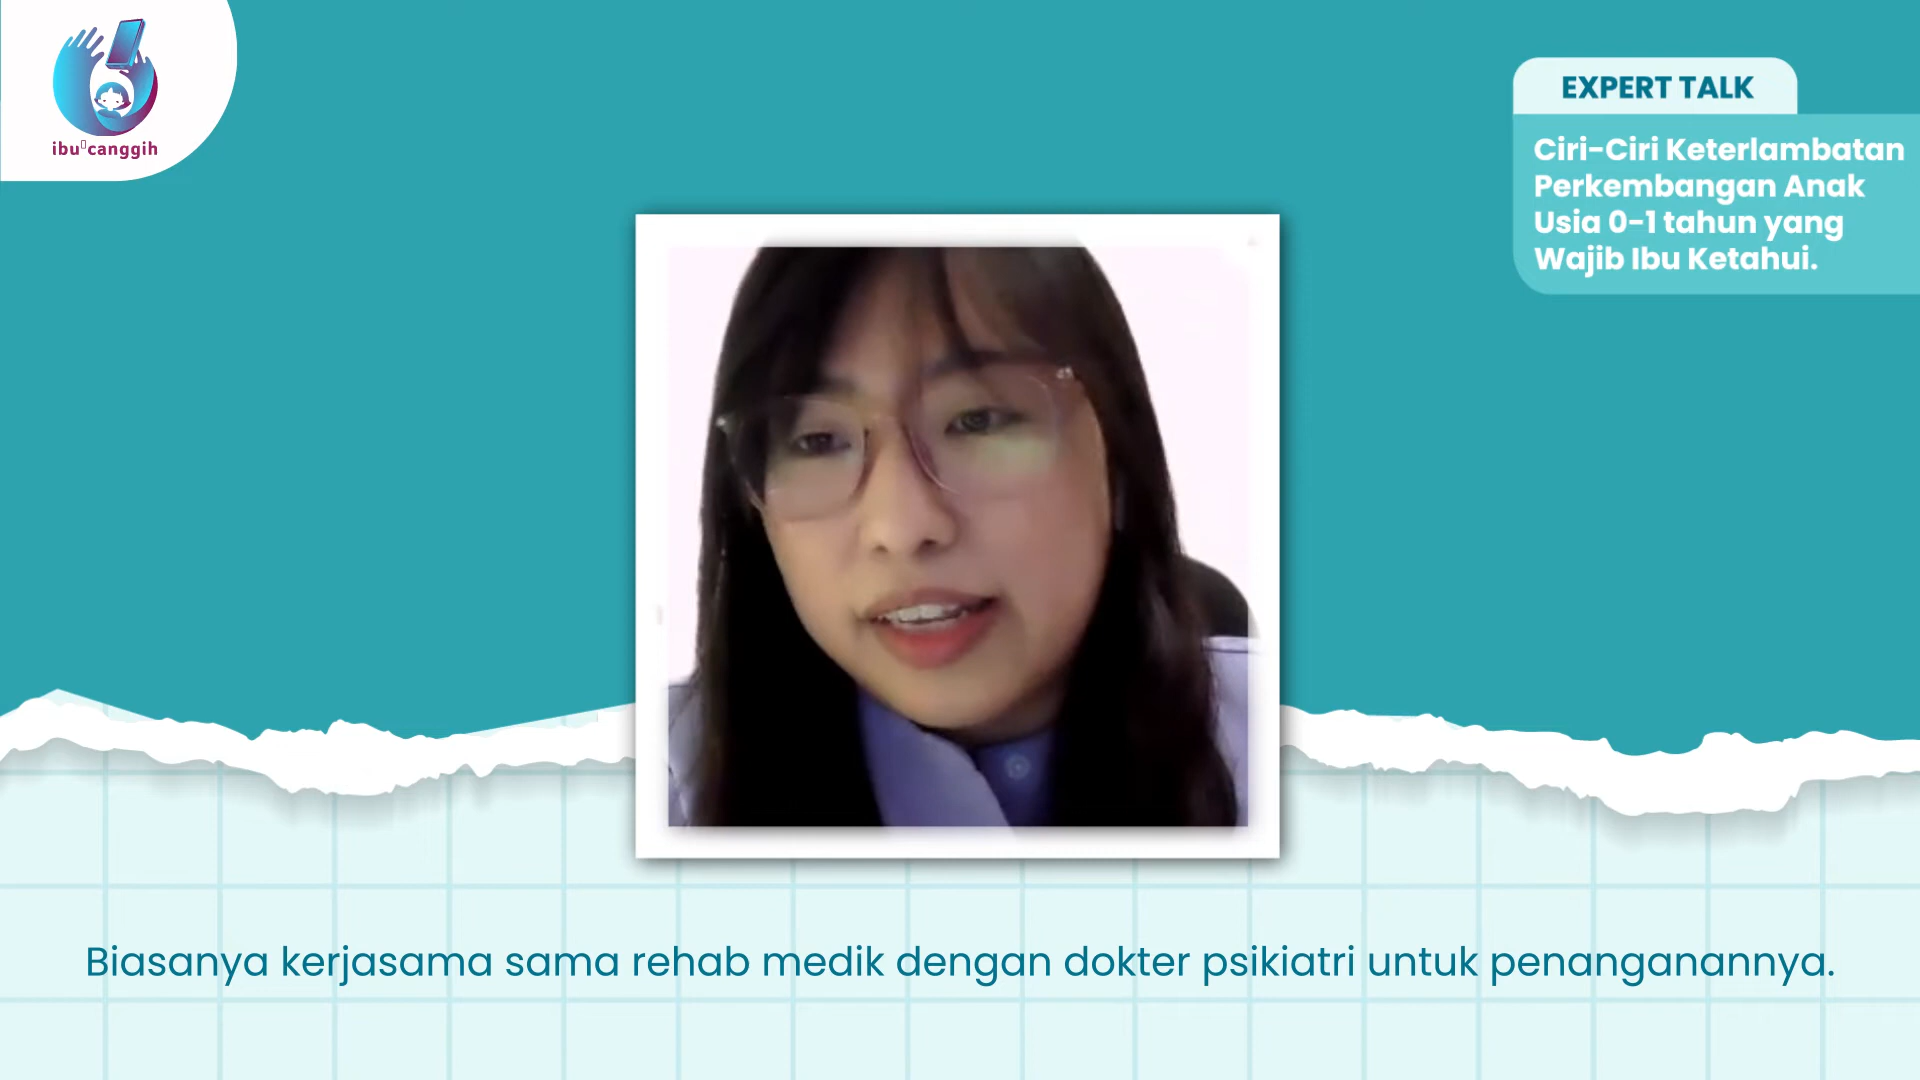 ibu canggih
EXPERT TALK
Ciri-Ciri Keterlambatan
Perkembangan Anak
Usia 0-1 tahun yang
Wajib Ibu Ketahui.
Biasanya kerjasama sama rehab medik dengan dokter psikiatri untuk penanganannya.